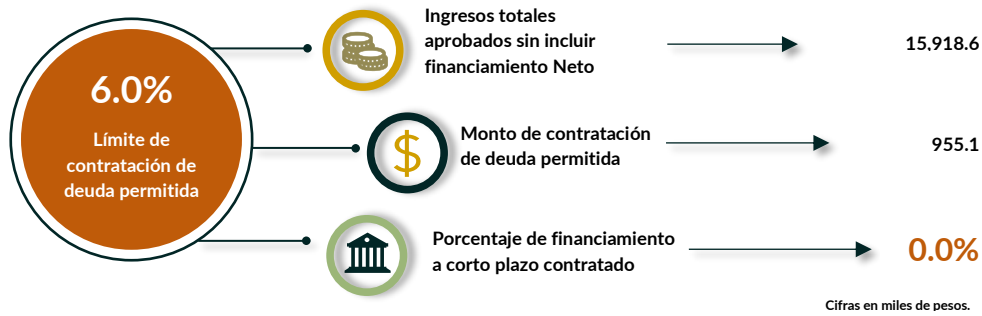 6.0%
Límite de
contratación de
deuda permitida
Ingresos totales
aprobados sin incluir
financiamiento Neto
15,918.6
$
Monto de contratación
de deuda permitida
955.1
Porcentaje de financiamiento
a corto plazo contratado
0.0%
Cifras en miles de pesos.